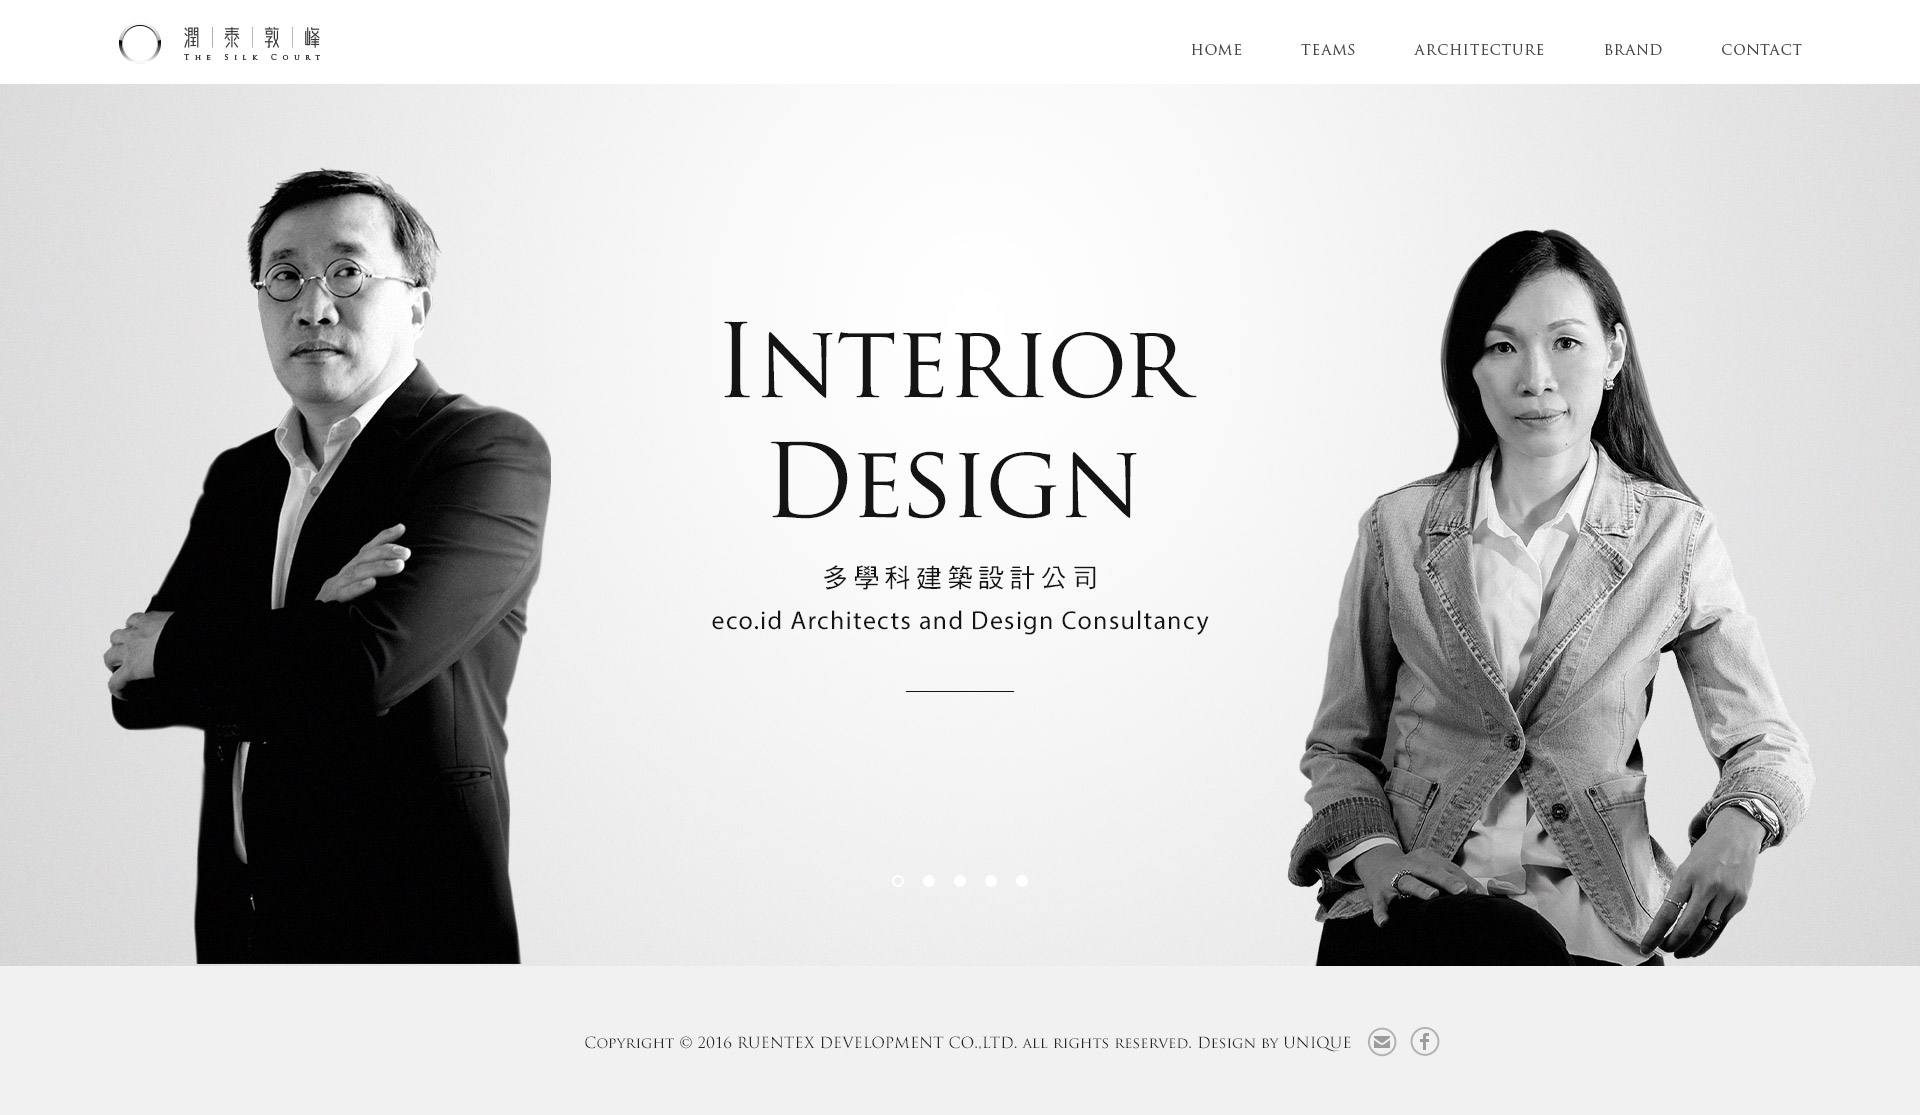 潤泰敦峰
The Silk Court
HOME TEAMS ARCHITECTURE BRAND CONTACT
Interior
Design
多學科建築設計公司
eco.id Architects and Design Consultancy
Copyright © 2016 RUENTEX DEVELOPMENT CO.,LTD. all rights reserved. Design by UNIQUE